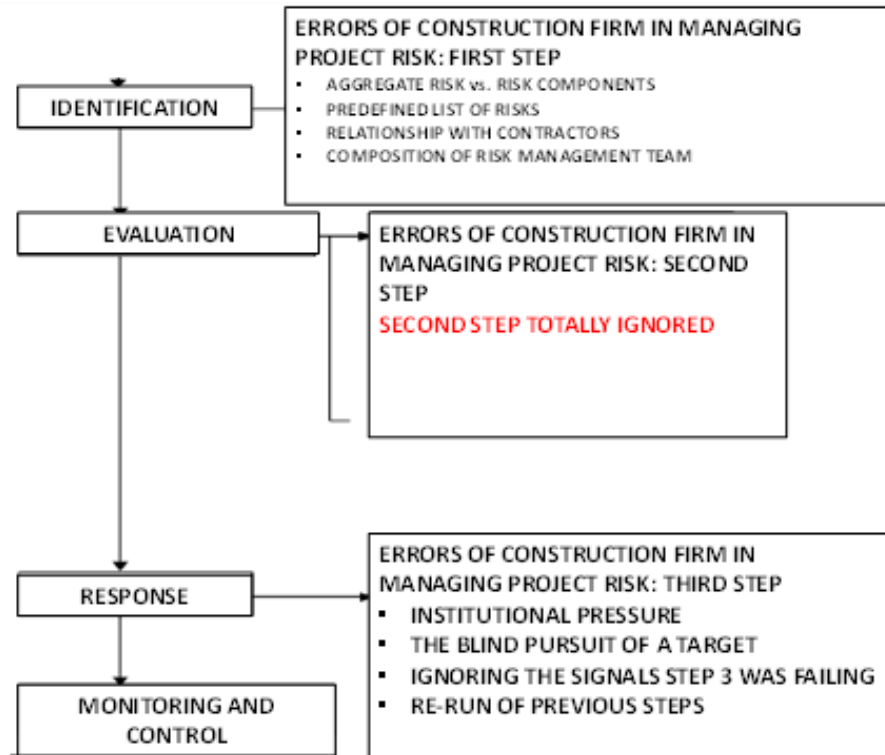 ERRORS OF CONSTRUCTION FIRM IN MANAGING
PROJECT RISK: FIRST STEP
▪ AGGREGATE RISK vs. RISK COMPONENTS
▪ PREDEFINED LIST OF RISKS
▪ RELATIONSHIP WITH CONTRACTORS
▪ COMPOSITION OF RISK MANAGEMENT TEAM
IDENTIFICATION
EVALUATION
ERRORS OF CONSTRUCTION FIRM IN
MANAGING PROJECT RISK: SECOND
STEP
SECOND STEP TOTALLY IGNORED
RESPONSE
ERRORS OF CONSTRUCTION FIRM IN
MANAGING PROJECT RISK: THIRD STEP
▪ INSTITUTIONAL PRESSURE
▪ THE BLIND PURSUIT OF A TARGET
▪ IGNORING THE SIGNALS STEP 3 WAS FAILING
▪ RE-RUN OF PREVIOUS STEPS
MONITORING AND
CONTROL